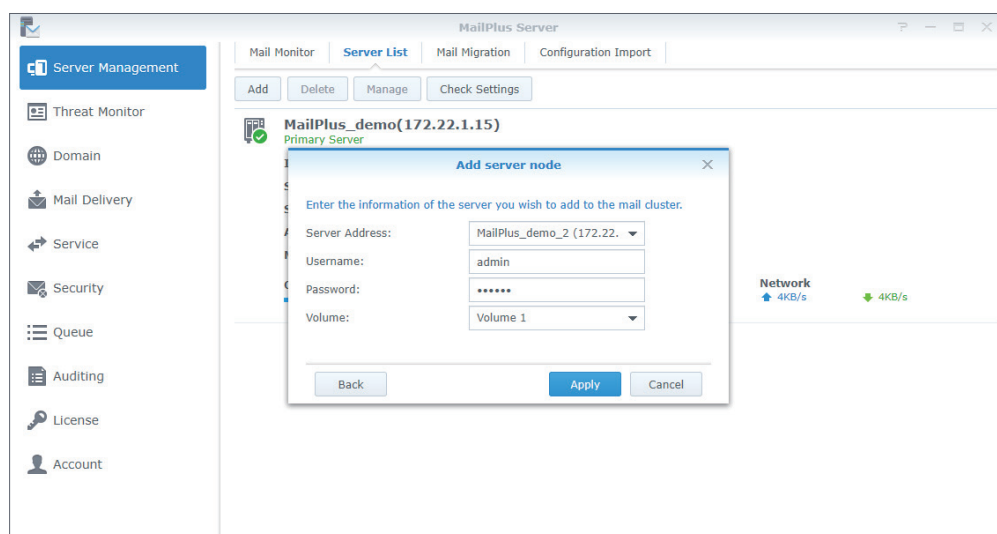 MailPlus Server
Mail Monitor Server List Mail Migration Configuration Import
Server Management
Add Delete Manage Check Settings
Threat Monitor
MailPlus_demo(172.22.1.15)
Primary Server
Domain
Add server node
Mail Delivery
Enter the information of the server you wish to add to the mail cluster.
Server Address: MailPlus_demo_2 (172.22.
Service
Username: admin
Security
Password: ••••••
Network
4KB/s 4KB/s
Volume: Volume 1
Queue
Auditing
Back Apply Cancel
License
Account